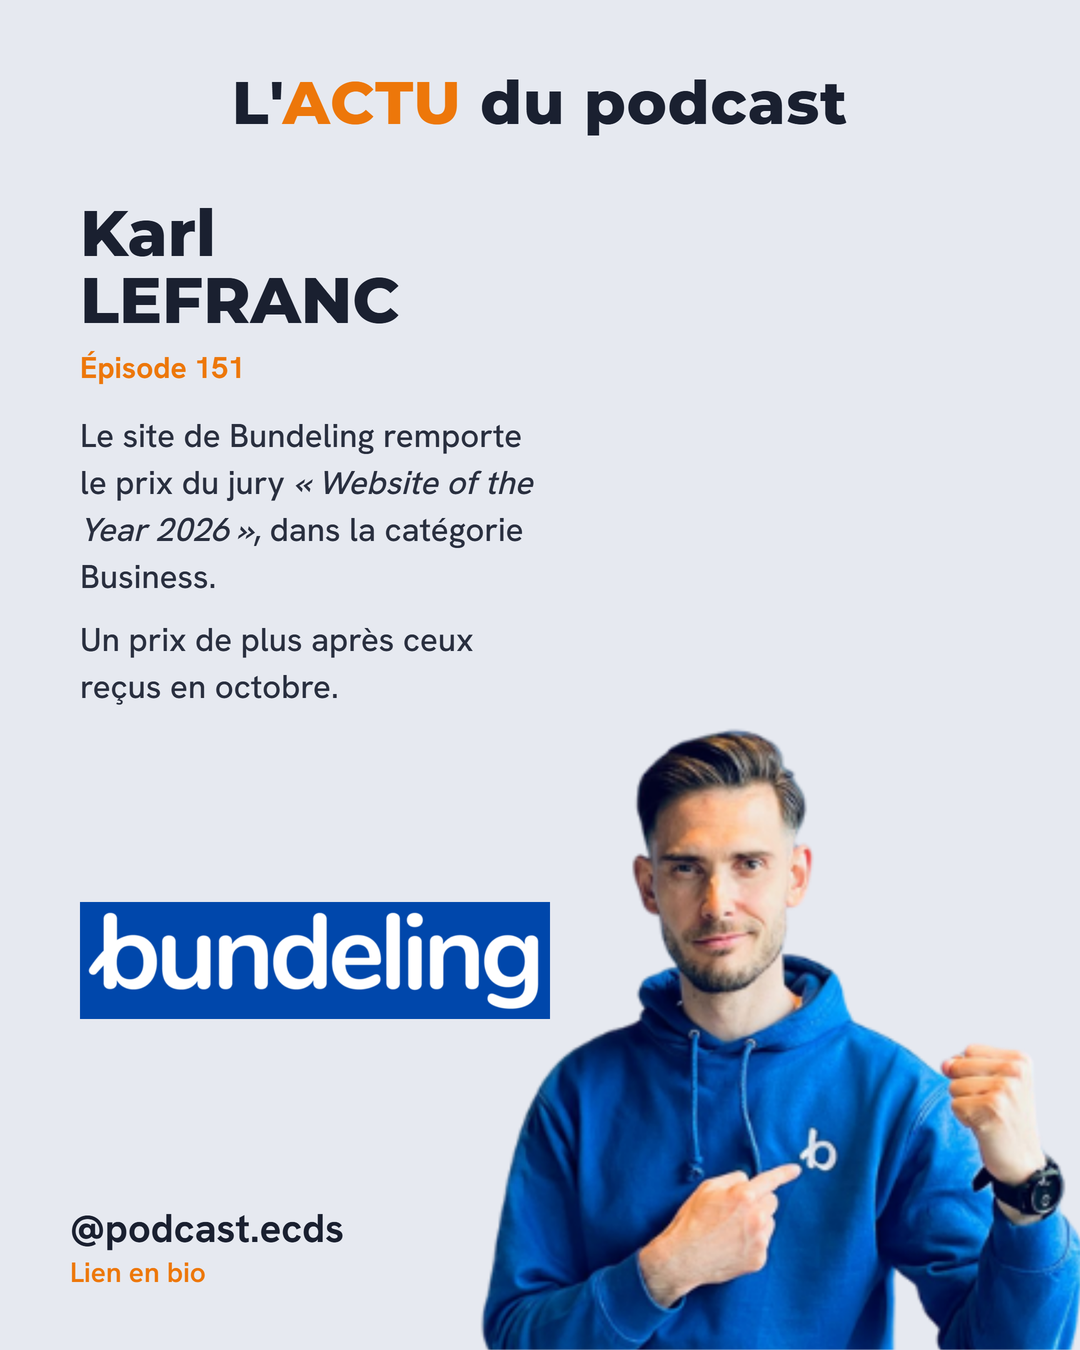 L'ACTU du podcast
Karl
LEFRANC
Épisode 151
Le site de Bundeling remporte
le prix du jury « Website of the
Year 2026 », dans la catégorie
Business.
Un prix de plus après ceux
reçus en octobre.
bundeling
b
@podcast.ecds
Lien en bio